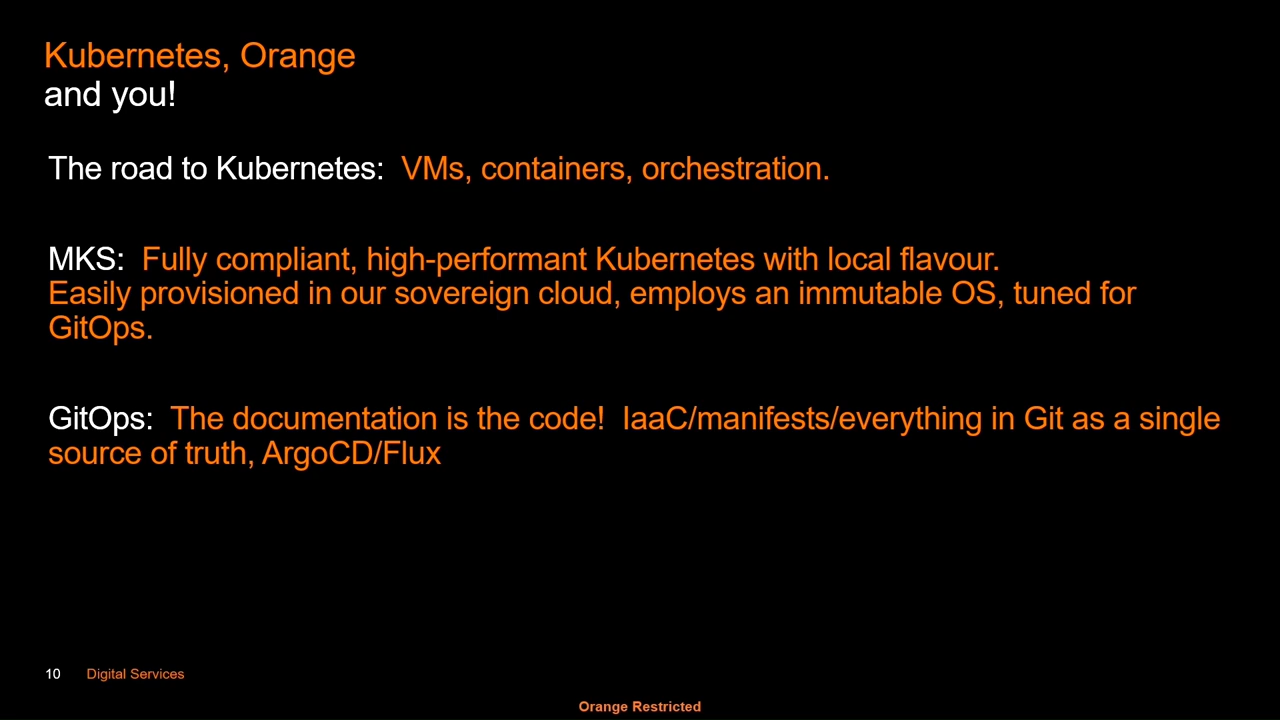 Kubernetes, Orange
and you!
The road to Kubernetes: VMs, containers, orchestration.
MKS: Fully compliant, high-performant Kubernetes with local flavour.
Easily provisioned in our sovereign cloud, employs an immutable OS, tuned for
GitOps.
GitOps: The documentation is the code! IaaC/manifests/everything in Git as a single
source of truth, ArgoCD/Flux
10 Digital Services
Orange Restricted